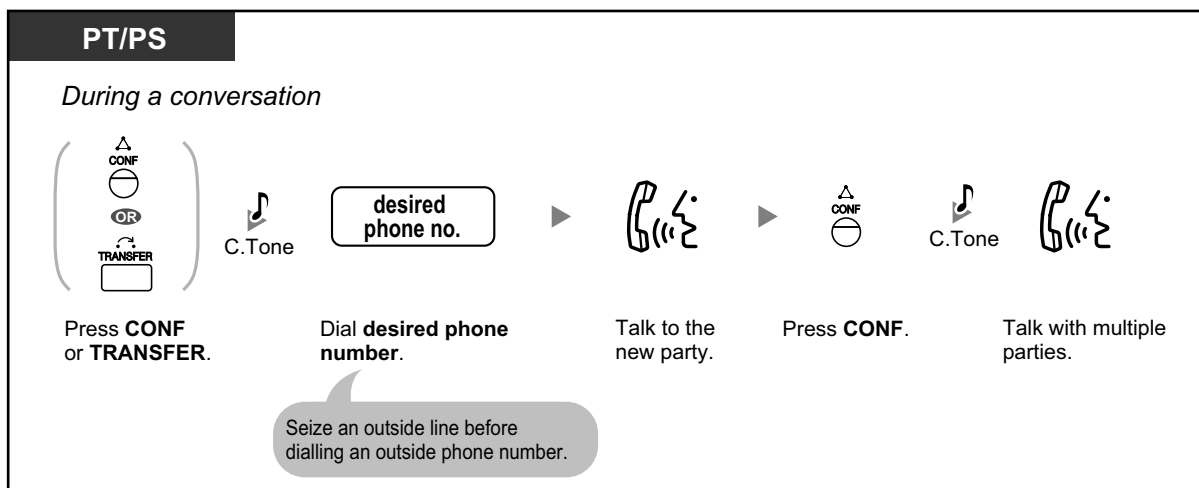 PT/PS
During a conversation
CONF
OR
TRANSFER
C.Tone
desired
phone no.
CONF
C.Tone
Press CONF
or TRANSFER.
Dial desired phone
number.
Talk to the
new party.
Press CONF.
Talk with multiple
parties.
Seize an outside line before
dialling an outside phone number.